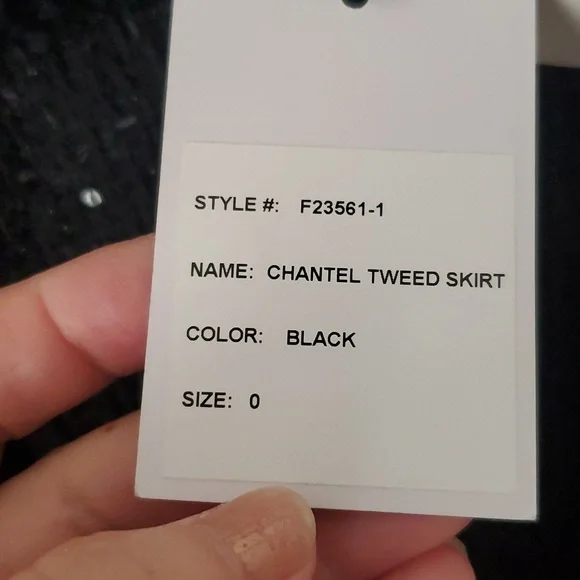 STYLE #: F23561-1
NAME: CHANTEL TWEED SKIRT
COLOR: BLACK
SIZE: 0